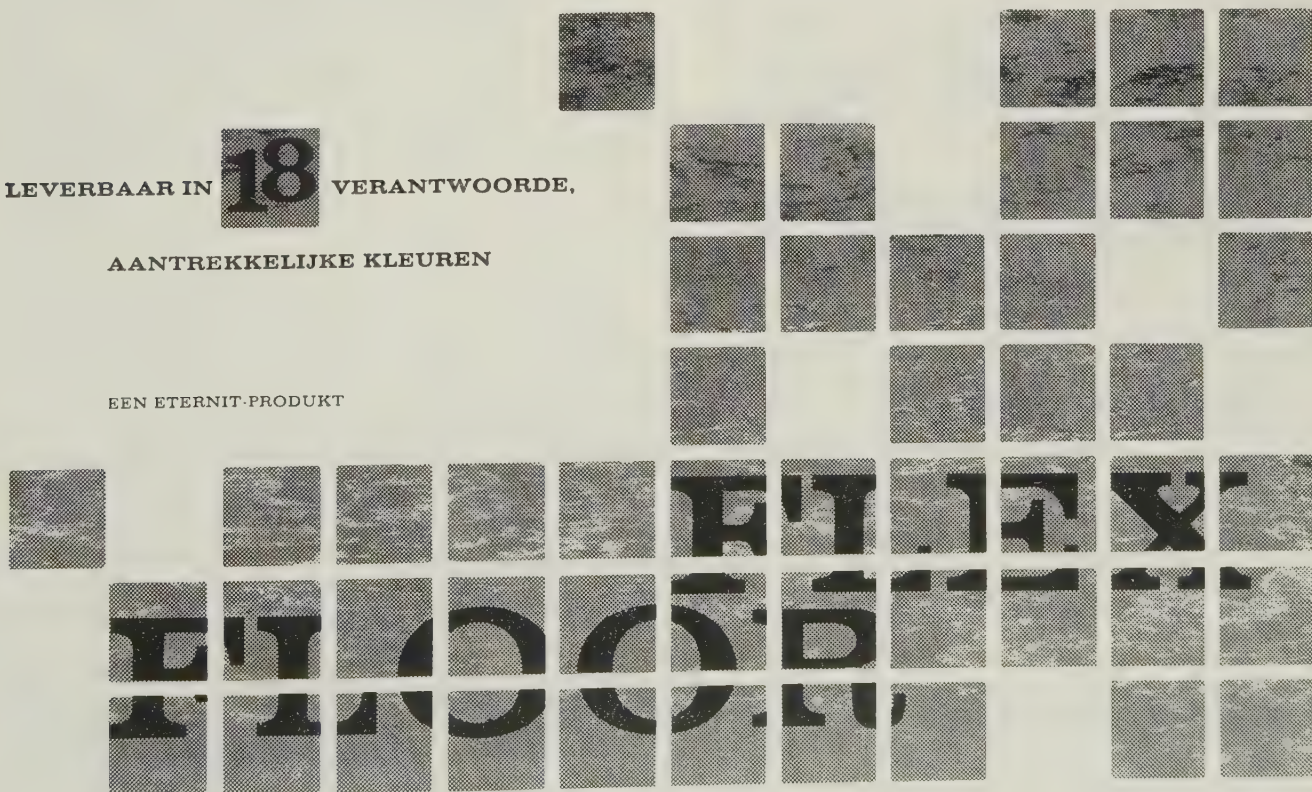 LEVERBAAR IN 18 VERANTWOORDE,
AANTREKKELIJKE KLEUREN
EEN ETERNIT-PRODUKT
FLEX
FLOOR